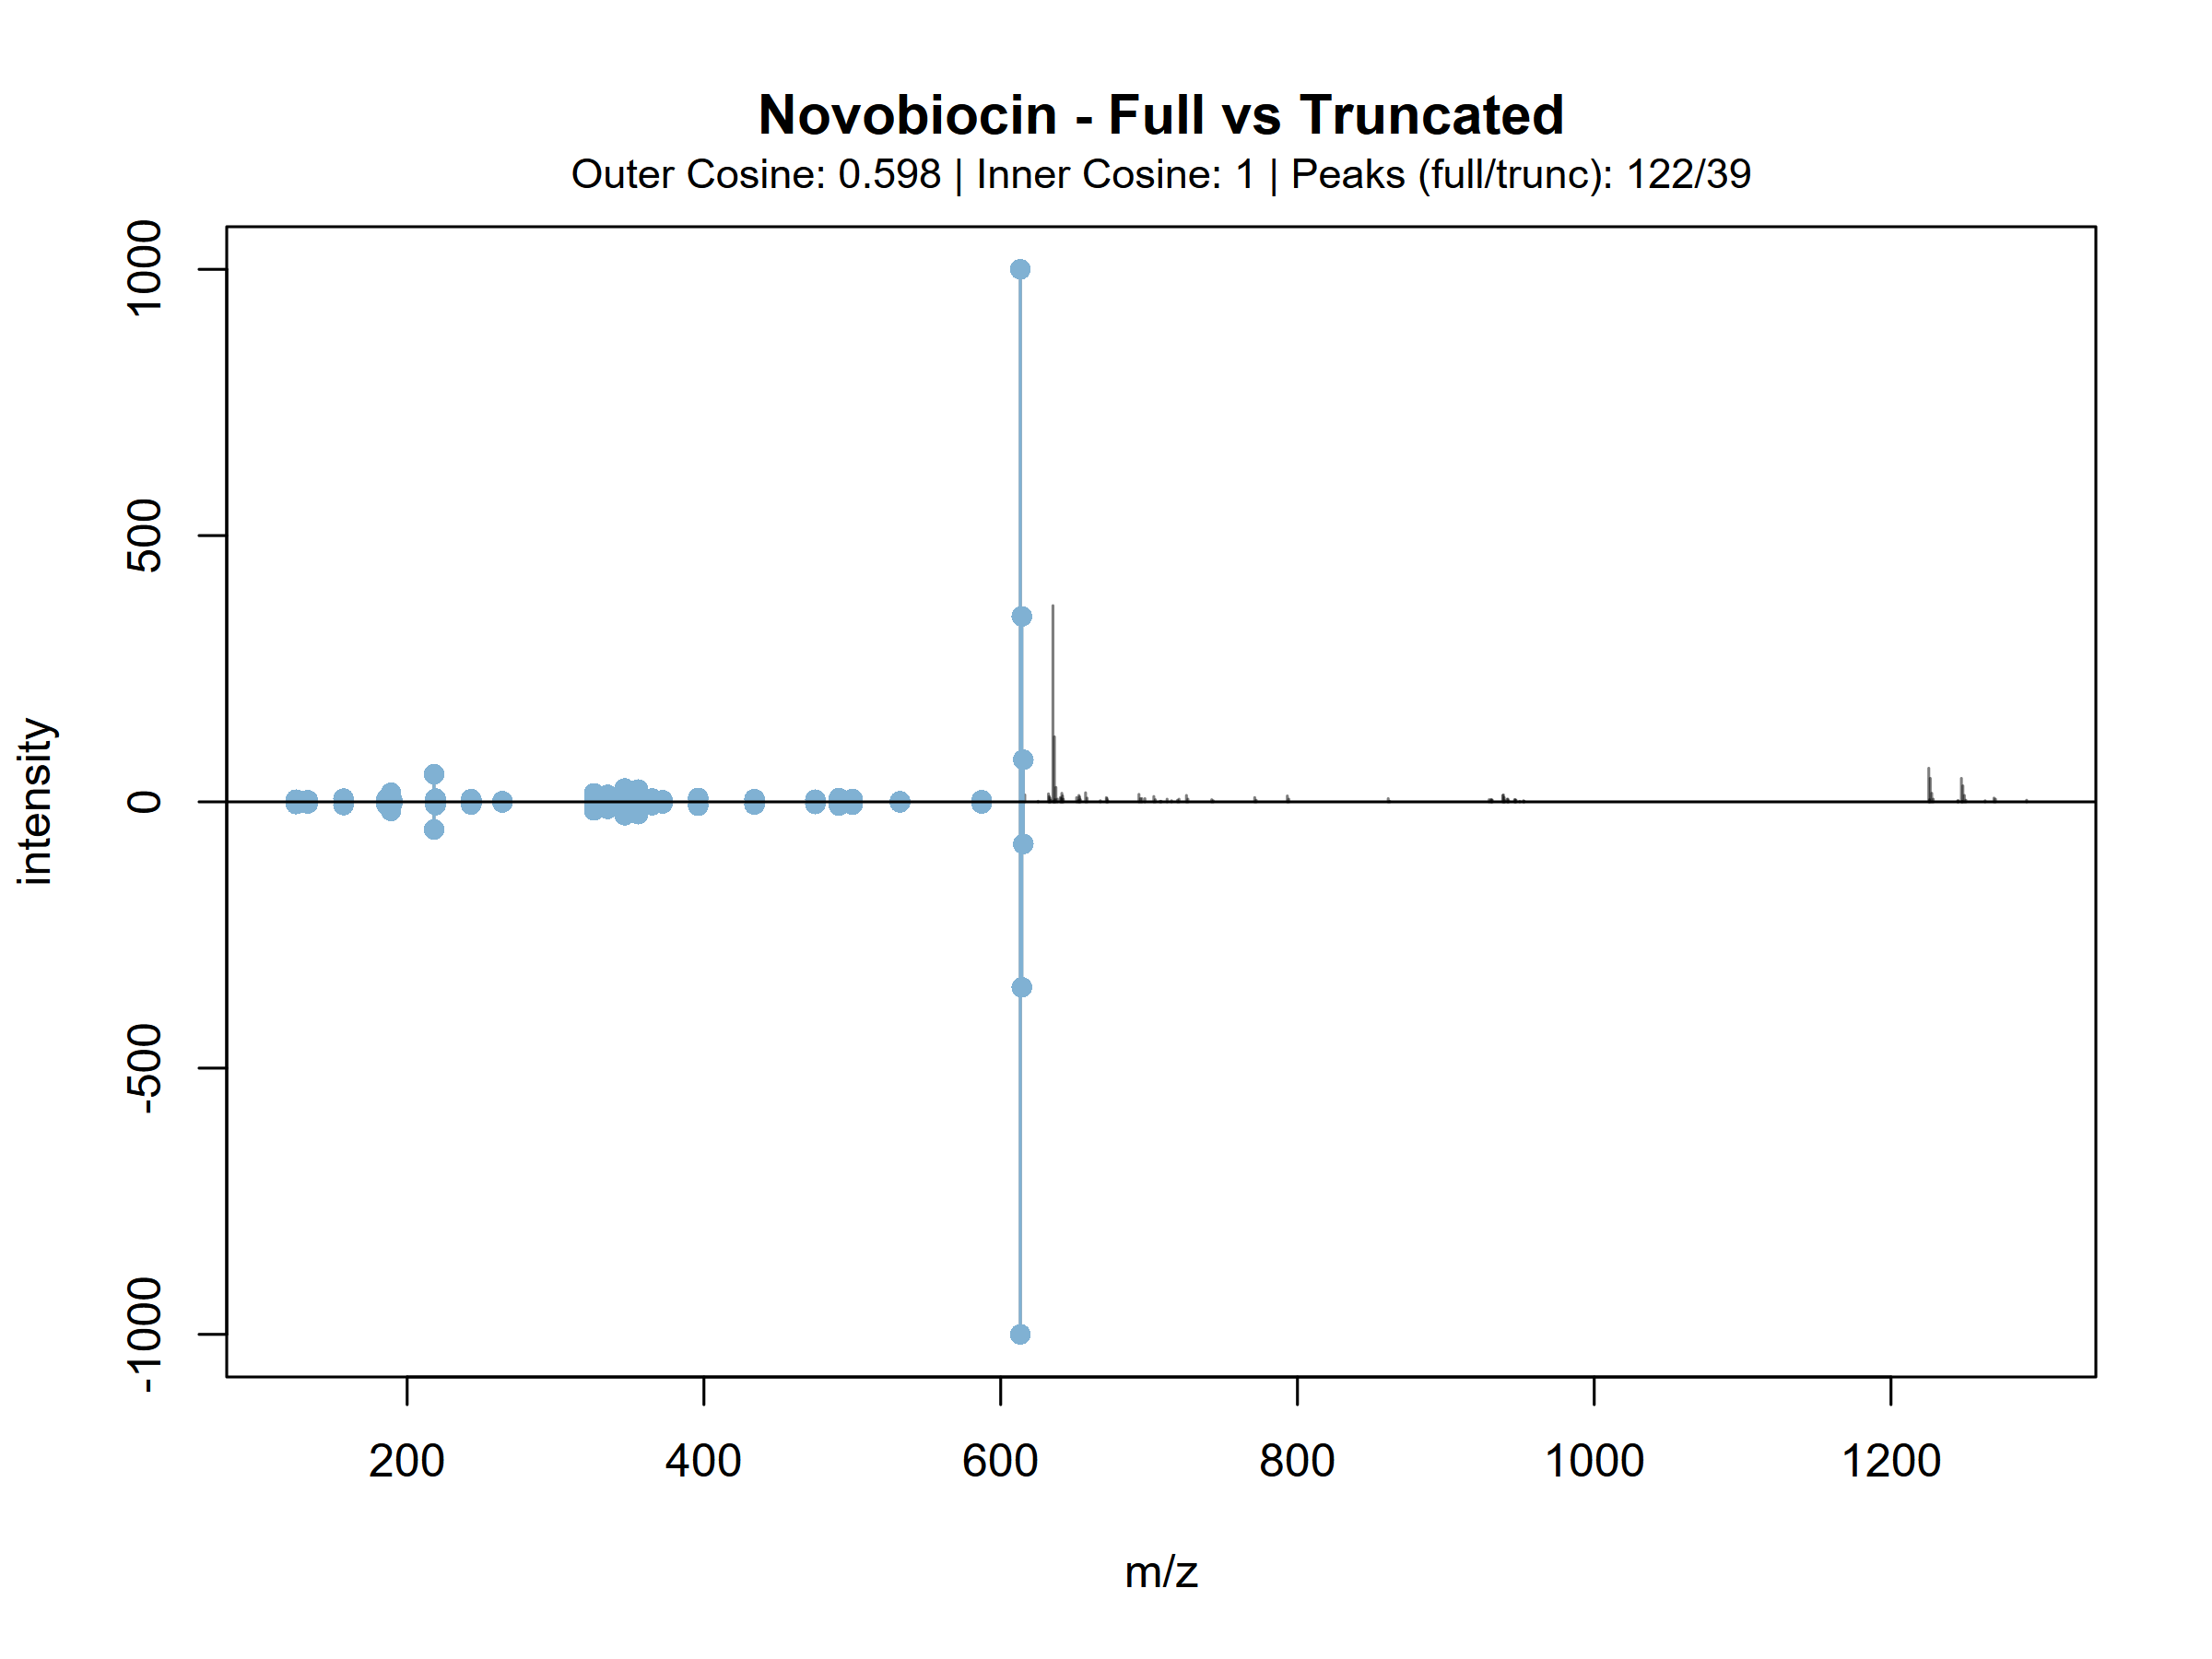 Novobiocin - Full vs Truncated
Outer Cosine: 0.598 | Inner Cosine: 1 | Peaks (full/trunc): 122/39
1000
500
0
-500
-1000
intensity
200 400 600 800 1000 1200
m/z